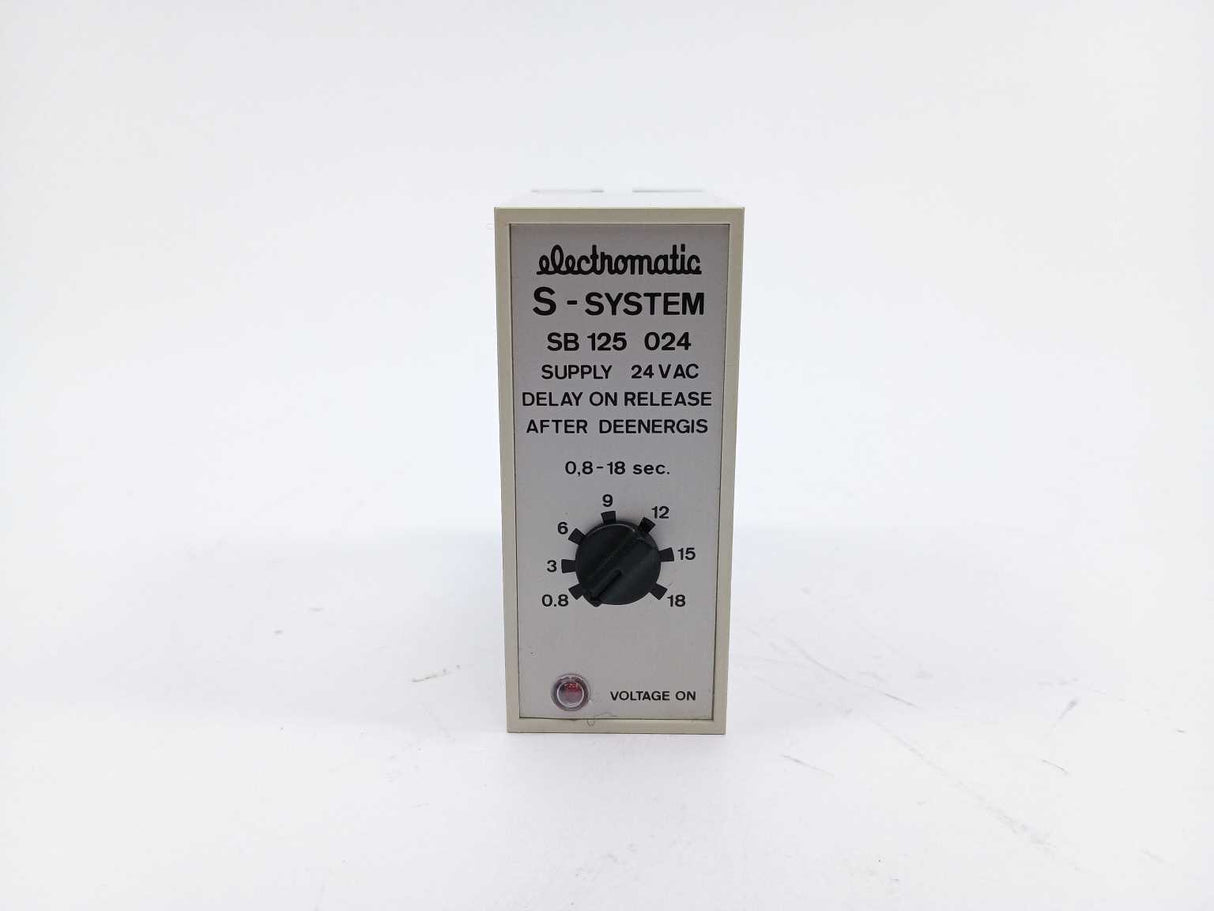 electromatic
S - SYSTEM
SB 125 024
SUPPLY 24 VAC
DELAY ON RELEASE
AFTER DEENERGIS
0,8-18 sec.
9
6 12
3 15
0.8 18
VOLTAGE ON